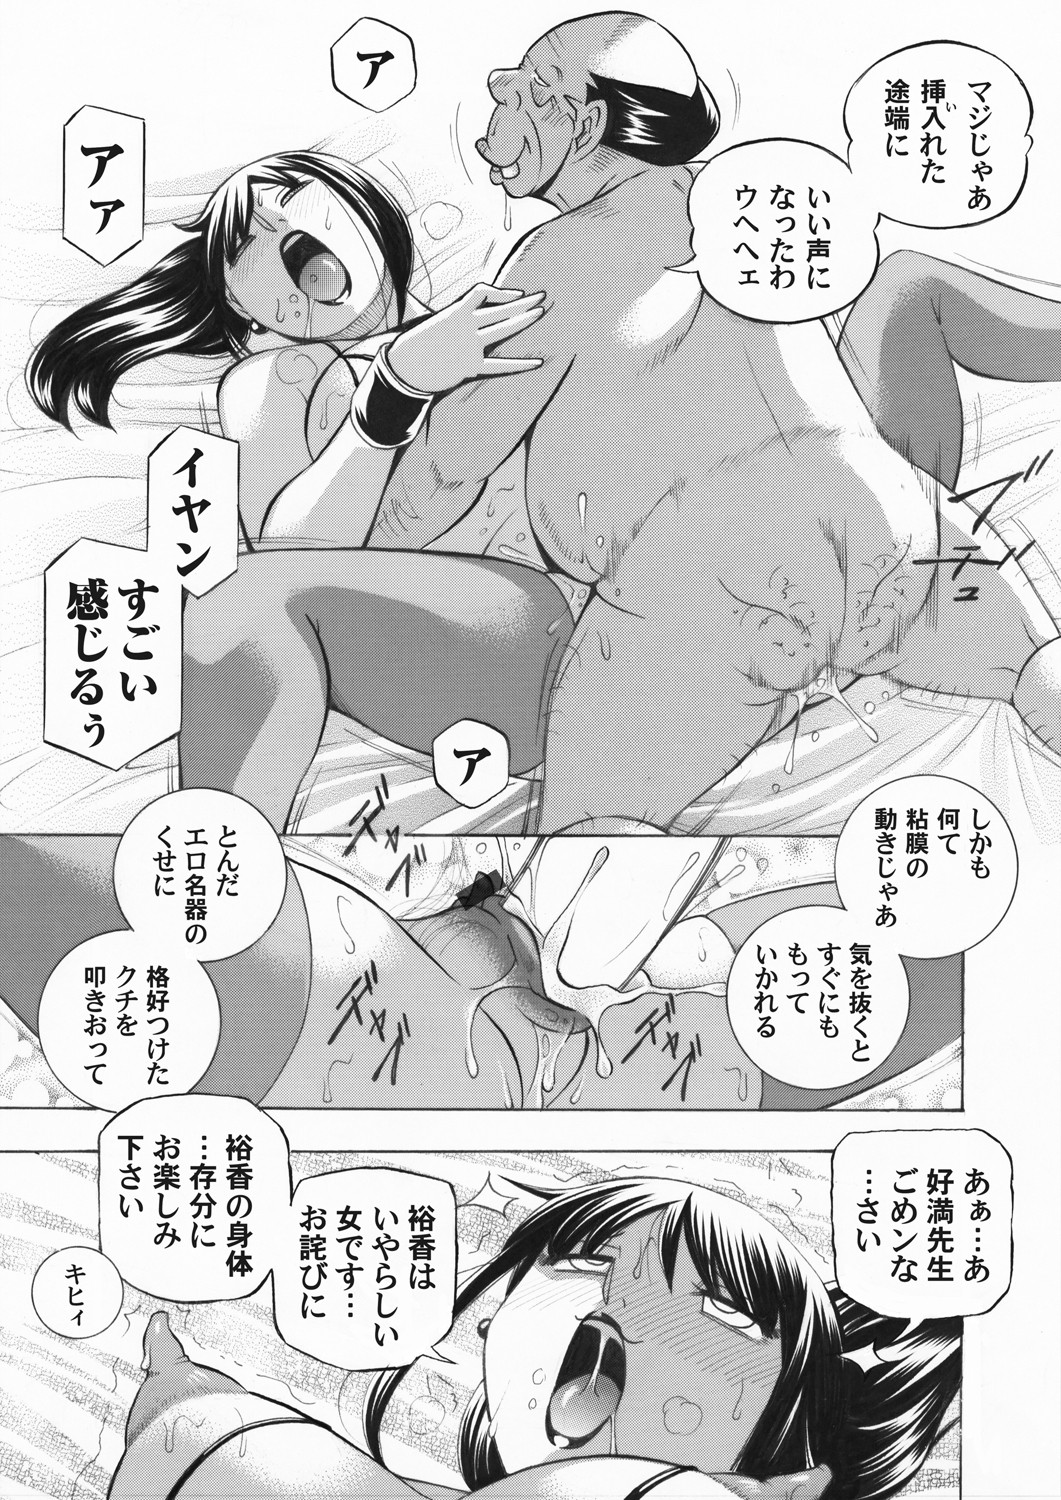 マジじゃあ
挿入れた
い
途端に
いい声に
なったわ
ウヘヘェ
ア
アァ
イヤン
すごい
感じるぅ
ア
ブデュ
しかも
何て
粘膜の
動きじゃあ
気を抜くと
すぐにも
もって
いかれる
ヂャブ
ヂャブ
ヂャブ
とんだ
エロ名器の
くせに
格好つけた
クチを
叩きおって
あぁ…あ
好満先生
ごめンな
…さい
裕香は
いやらしい
女です…
お詫びに
裕香の身体
…存分に
お楽しみ
下さい
キヒィ